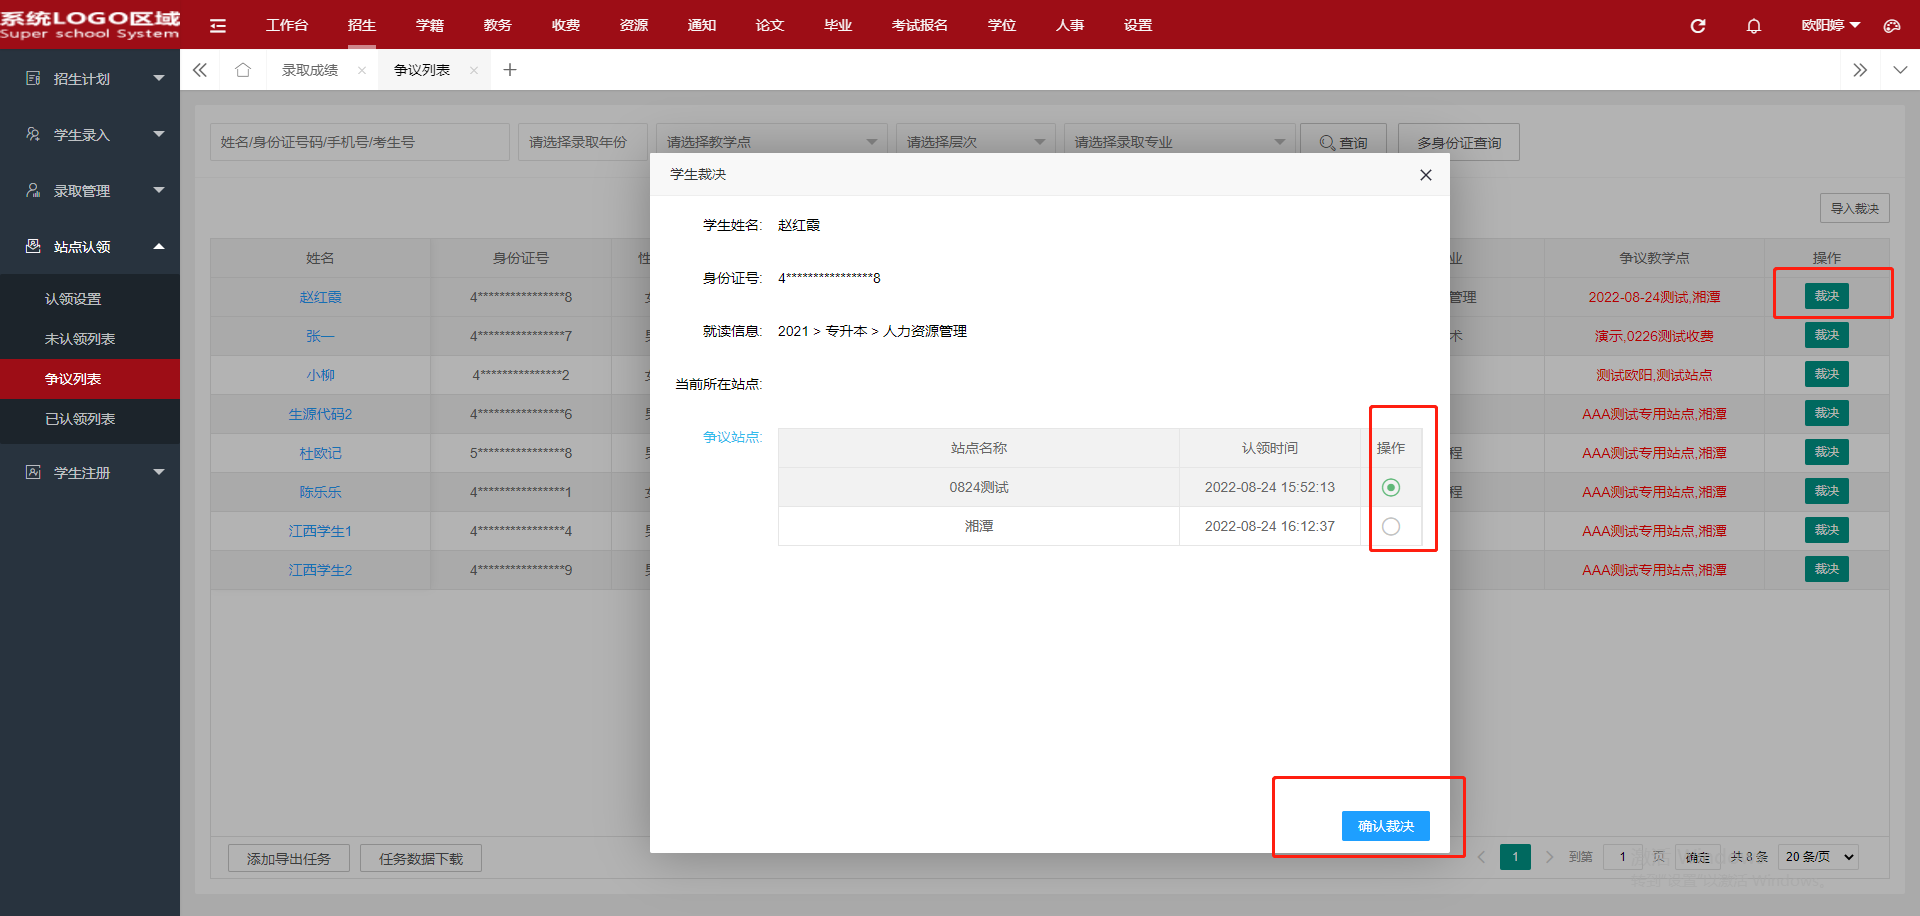 系统LOGO区域
Super school System
工作台 招生 学籍 教务 收费 资源 通知 论文 毕业 考试报名 学位 人事 设置
欧阳婷
招生计划
学生录入
录取管理
站点认领
认领设置
未认领列表
争议列表
已认领列表
学生注册
录取成绩 争议列表
姓名/身份证号码/手机号/考生号 请选择录取年份 请选择教学点 请选择层次 请选择录取专业 查询 多身份证查询
导入裁决
姓名 身份证号 性 业 争议教学点 操作
赵红霞 4****************8 管理 2022-08-24测试,湘潭 裁决
张一 4****************7 术 演示,0226测试收费 裁决
小柳 4***************2 测试欧阳,测试站点 裁决
生源代码2 4****************6 AAA测试专用站点,湘潭 裁决
杜欧记 5****************8 程 AAA测试专用站点,湘潭 裁决
陈乐乐 4****************1 程 AAA测试专用站点,湘潭 裁决
江西学生1 4****************4 AAA测试专用站点,湘潭 裁决
江西学生2 4****************9 AAA测试专用站点,湘潭 裁决
学生裁决
学生姓名: 赵红霞
身份证号: 4****************8
就读信息: 2021 > 专升本 > 人力资源管理
当前所在站点:
争议站点:
站点名称 认领时间 操作
0824测试 2022-08-24 15:52:13
湘潭 2022-08-24 16:12:37
确认裁决
添加导出任务 任务数据下载
1 到第 1 页 确定 共 8 条 20 条/页